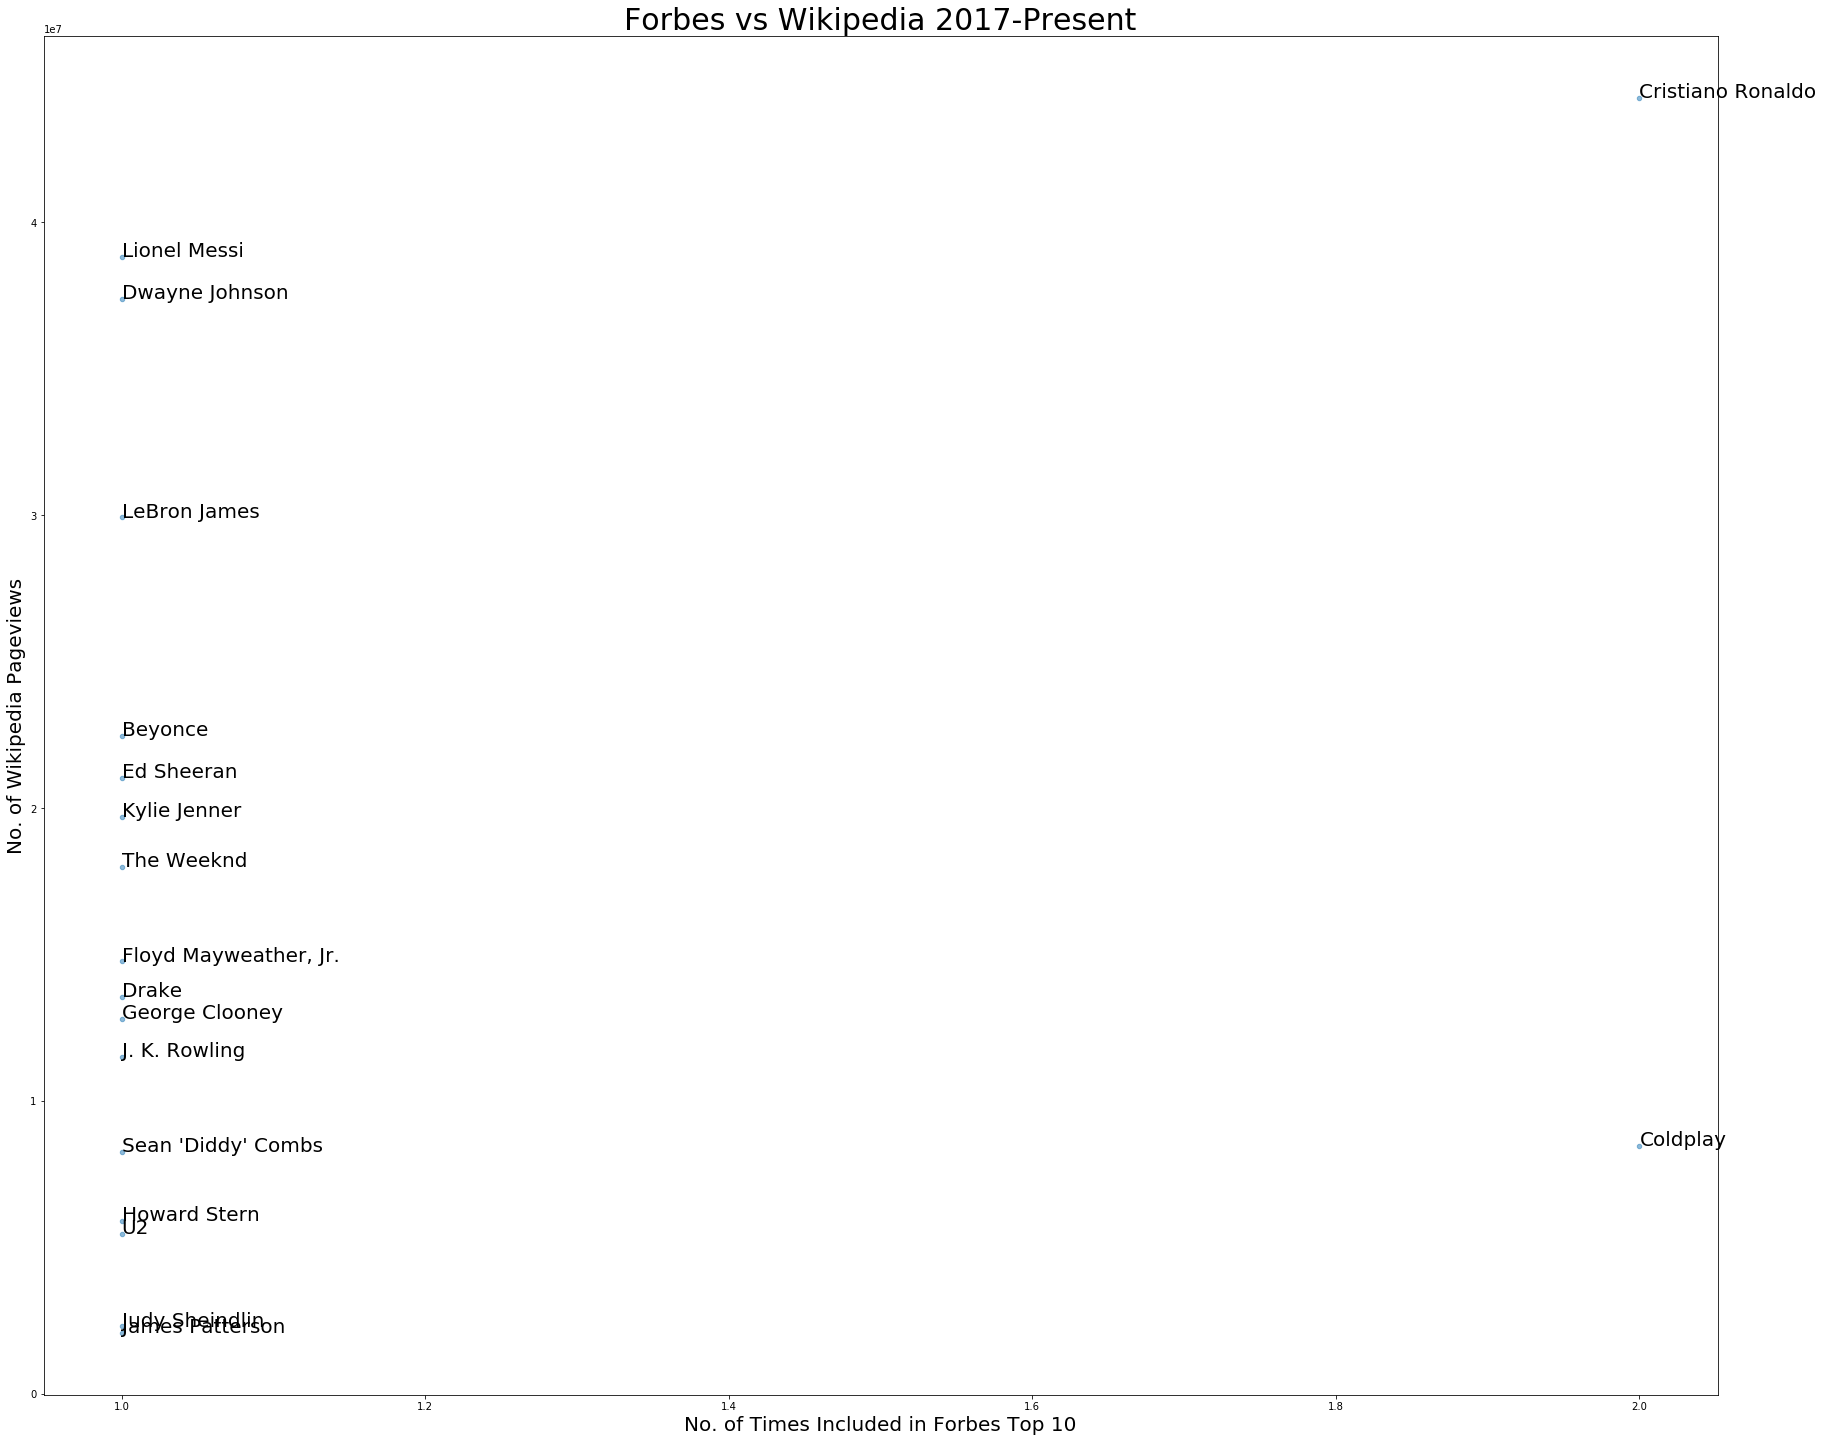 Forbes vs Wikipedia 2017-Present
1e7
Cristiano Ronaldo
4
Lionel Messi
Dwayne Johnson
3
LeBron James
No. of Wikipedia Pageviews
Beyonce
Ed Sheeran
2
Kylie Jenner
The Weeknd
Floyd Mayweather, Jr.
Drake
George Clooney
J. K. Rowling
1
Sean 'Diddy' Combs
Coldplay
Howard Stern
U2
Judy Sheindlin
James Patterson
0
1.0 1.2 1.4 1.6 1.8 2.0
No. of Times Included in Forbes Top 10